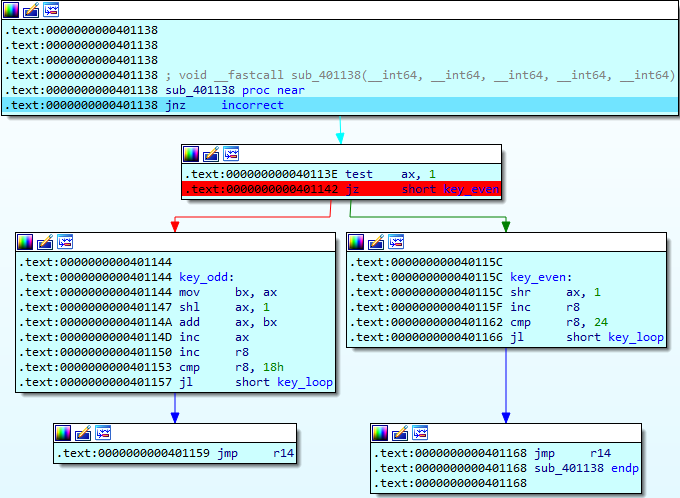 .text:0000000000401138
.text:0000000000401138
.text:0000000000401138
.text:0000000000401138 ; void __fastcall sub_401138(__int64, __int64, __int64, __int64, __int64)
.text:0000000000401138 sub_401138 proc near
.text:0000000000401138 jnz incorrect
.text:000000000040113E test ax, 1
.text:0000000000401142 jz short key_even
.text:0000000000401144
.text:0000000000401144 key_odd:
.text:0000000000401144 mov bx, ax
.text:0000000000401147 shl ax, 1
.text:000000000040114A add ax, bx
.text:000000000040114D inc ax
.text:0000000000401150 inc r8
.text:0000000000401153 cmp r8, 18h
.text:0000000000401157 jl short key_loop
.text:000000000040115C
.text:000000000040115C key_even:
.text:000000000040115C shr ax, 1
.text:000000000040115F inc r8
.text:0000000000401162 cmp r8, 24
.text:0000000000401166 jl short key_loop
.text:0000000000401159 jmp r14
.text:0000000000401168 jmp r14
.text:0000000000401168 sub_401138 endp
.text:0000000000401168